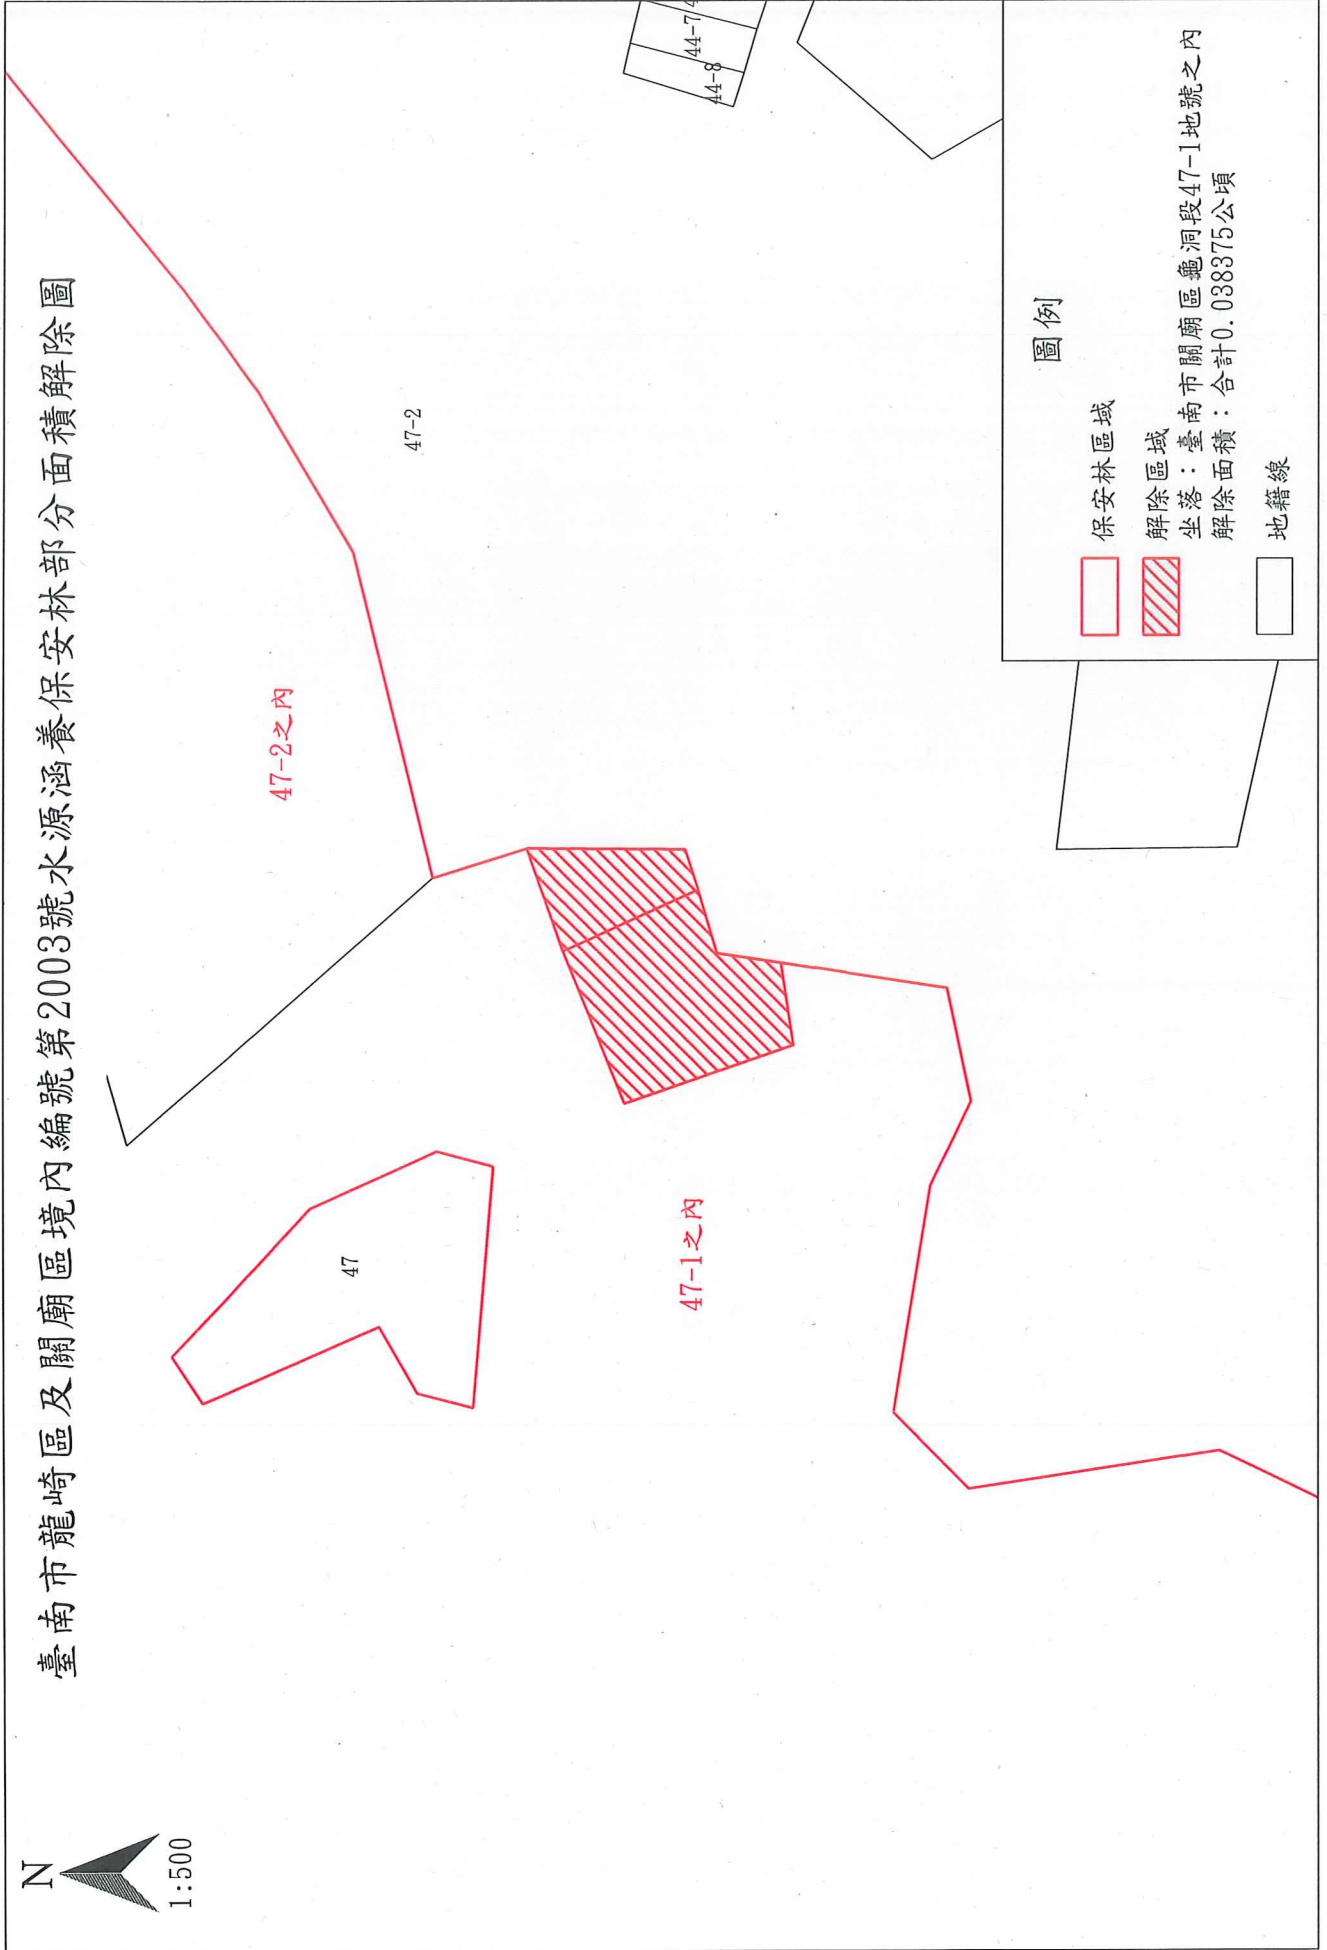 臺南市龍崎區及關廟區境內編號第2003號水源涵養保安林部分面積解除圖
N
1:500
47-2之內
47-2
47
47-1之內
44-8
44-7
圖例
保安林區域
解除區域
坐落：臺南市關廟區龜洞段47-1地號之內
解除面積：合計0.038375公頃
地籍線